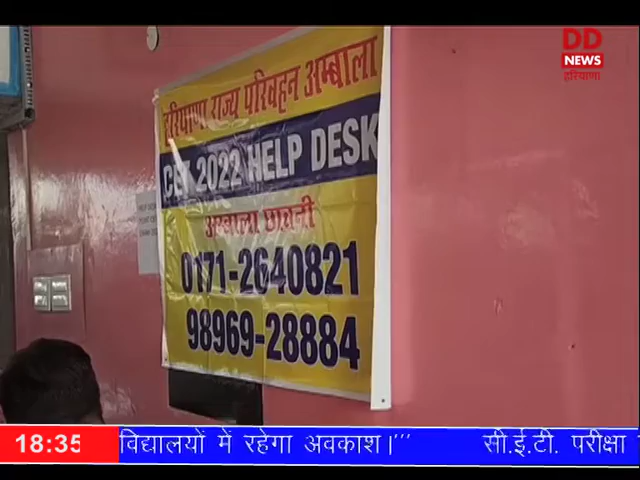 DD
NEWS
हरियाणा
हरियाणा राज्य परिवहन अम्बाला
CET 2022 HELP DESK
अम्बाला छावनी
0171-2640821
98969-28884
18:35 विद्यालयों में रहेगा अवकाश।''' सी.ई.टी. परीक्षा